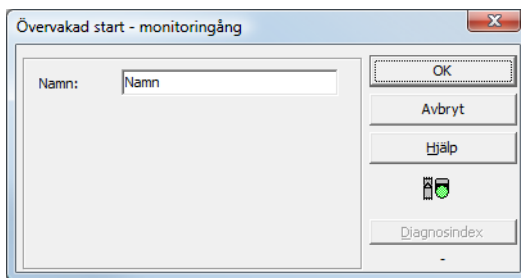 Övervakad start - monitoringång
Namn: Namn
OK
Avbryt
Hjälp
Diagnosindex
-